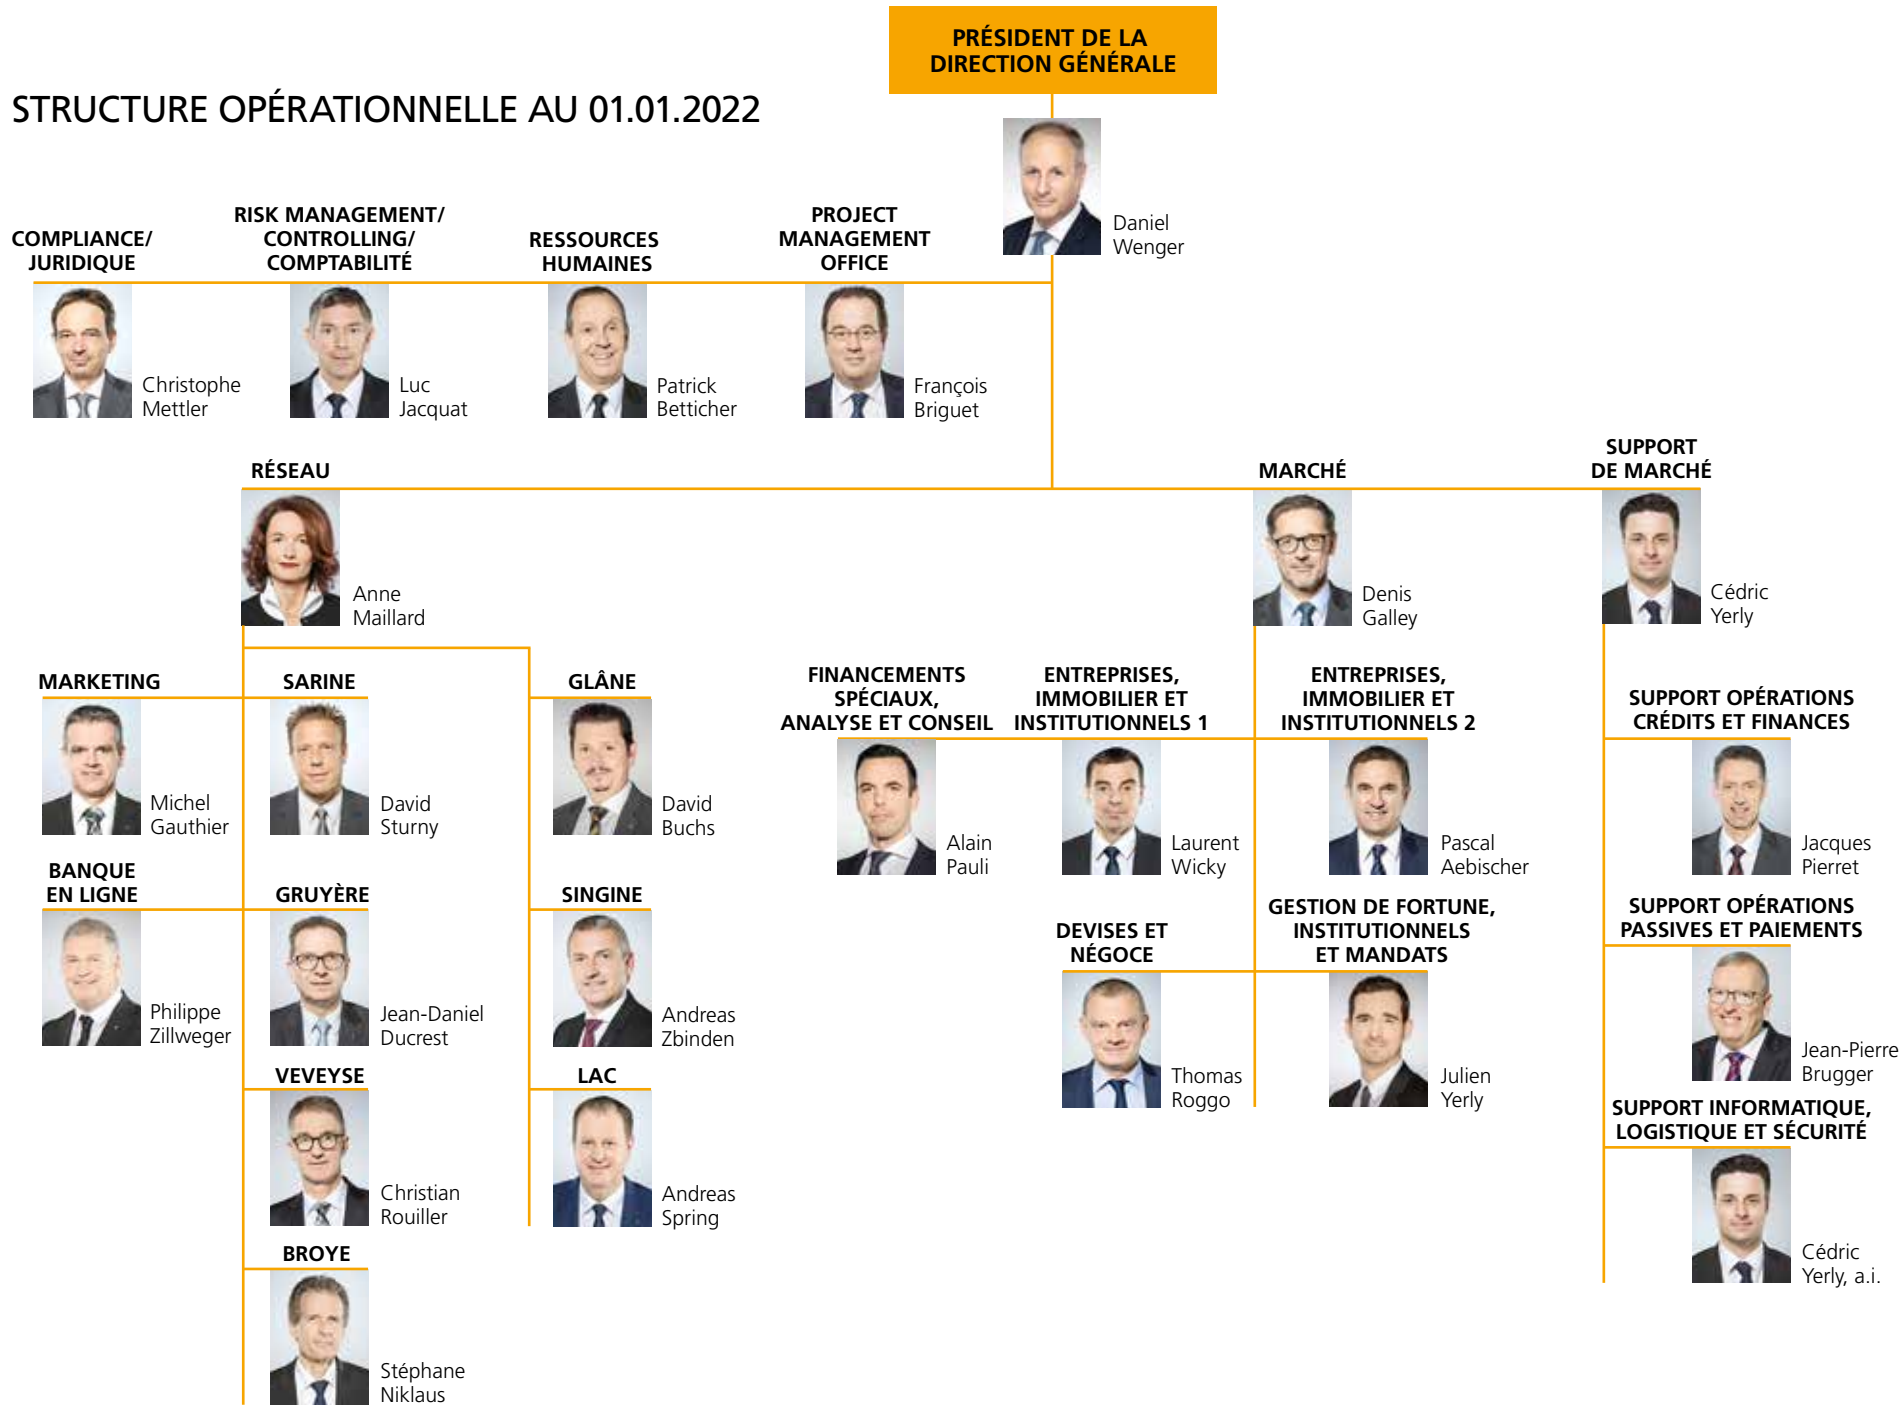 PRÉSIDENT DE LA
DIRECTION GÉNÉRALE
STRUCTURE OPÉRATIONNELLE AU 01.01.2022
Daniel
Wenger
COMPLIANCE/
JURIDIQUE
Christophe
Mettler
RISK MANAGEMENT/
CONTROLLING/
COMPTABILITÉ
Luc
Jacquat
RESSOURCES
HUMAINES
Patrick
Betticher
PROJECT
MANAGEMENT
OFFICE
François
Briguet
RÉSEAU
Anne
Maillard
MARCHÉ
Denis
Galley
SUPPORT
DE MARCHÉ
Cédric
Yerly
MARKETING
Michel
Gauthier
SARINE
David
Sturny
GLÂNE
David
Buchs
BANQUE
EN LIGNE
Philippe
Zillweger
GRUYÈRE
Jean-Daniel
Ducrest
SINGINE
Andreas
Zbinden
VEVEYSE
Christian
Rouiller
LAC
Andreas
Spring
BROYE
Stéphane
Niklaus
FINANCEMENTS
SPÉCIAUX,
ANALYSE ET CONSEIL
Alain
Pauli
ENTREPRISES,
IMMOBILIER ET
INSTITUTIONNELS 1
Laurent
Wicky
ENTREPRISES,
IMMOBILIER ET
INSTITUTIONNELS 2
Pascal
Aebischer
DEVISES ET
NÉGOCE
Thomas
Roggo
GESTION DE FORTUNE,
INSTITUTIONNELS
ET MANDATS
Julien
Yerly
SUPPORT OPÉRATIONS
CRÉDITS ET FINANCES
Jacques
Pierret
SUPPORT OPÉRATIONS
PASSIVES ET PAIEMENTS
Jean-Pierre
Brugger
SUPPORT INFORMATIQUE,
LOGISTIQUE ET SÉCURITÉ
Cédric
Yerly, a.i.